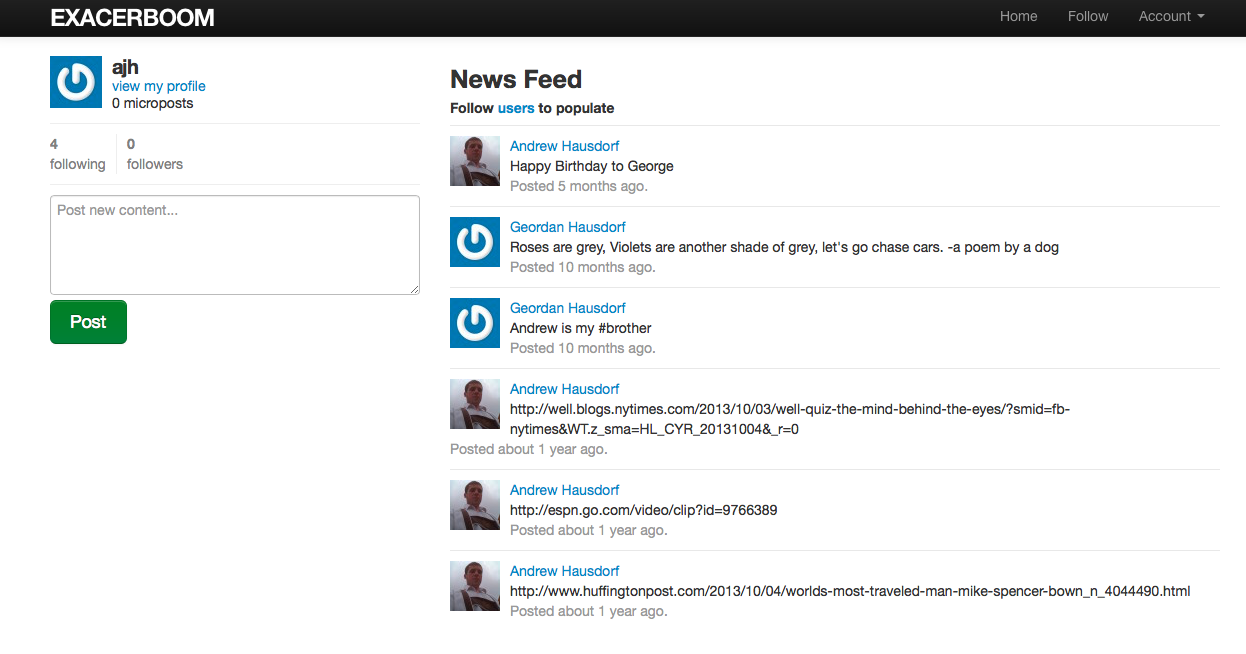 EXACERBOOM
Home
Follow
Account
ajh
view my profile
0 microposts
4
following
0
followers
Post new content...
Post
News Feed
Follow users to populate
Andrew Hausdorf
Happy Birthday to George
Posted 5 months ago.
Geordan Hausdorf
Roses are grey, Violets are another shade of grey, let's go chase cars. -a poem by a dog
Posted 10 months ago.
Geordan Hausdorf
Andrew is my #brother
Posted 10 months ago.
Andrew Hausdorf
http://well.blogs.nytimes.com/2013/10/03/well-quiz-the-mind-behind-the-eyes/?smid=fb-
nytimes&WT.z_sma=HL_CYR_20131004&_r=0
Posted about 1 year ago.
Andrew Hausdorf
http://espn.go.com/video/clip?id=9766389
Posted about 1 year ago.
Andrew Hausdorf
http://www.huffingtonpost.com/2013/10/04/worlds-most-traveled-man-mike-spencer-bown_n_4044490.html
Posted about 1 year ago.